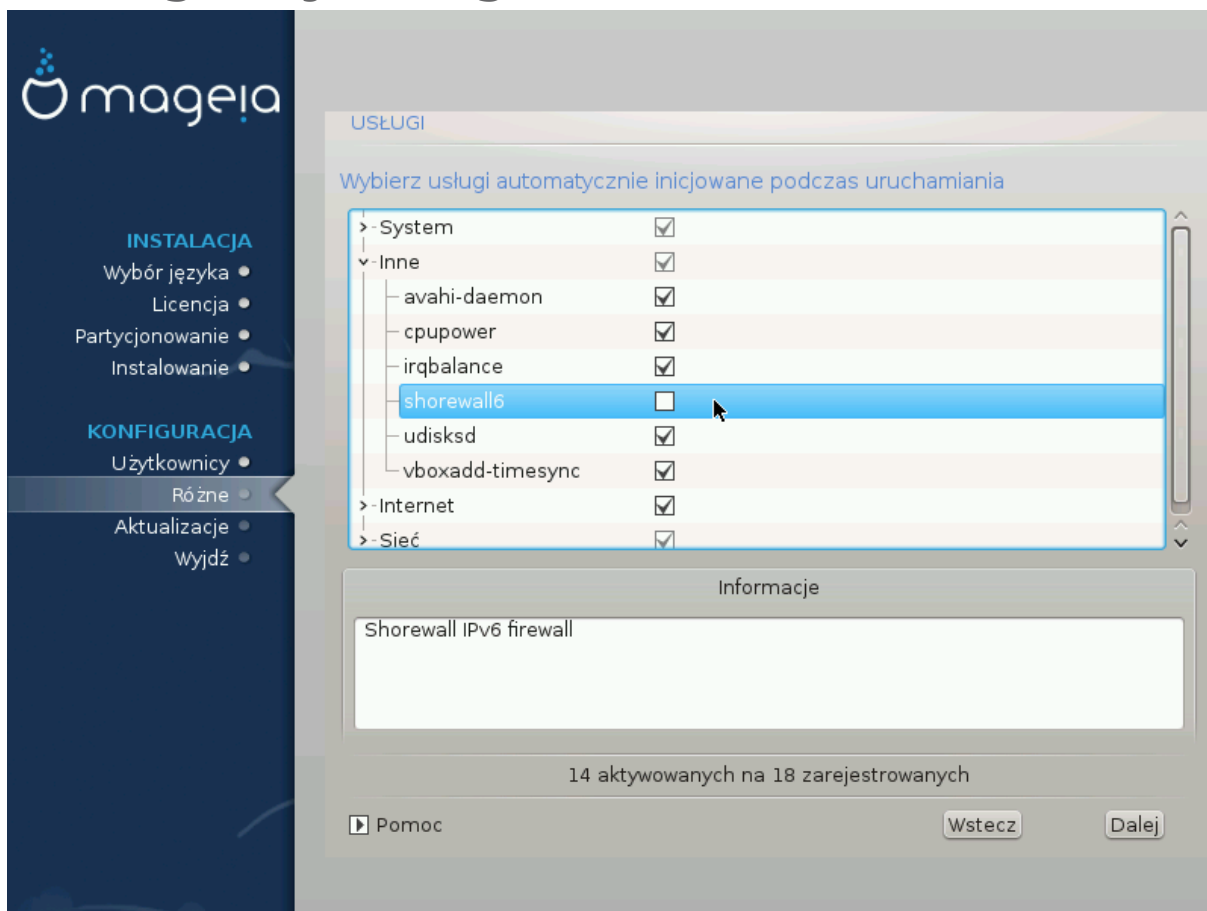 mageia
INSTALACJA
Wybór języka
Licencja
Partycjonowanie
Instalowanie
KONFIGURACJA
Użytkownicy
Różne
Aktualizacje
Wyjdź
USŁUGI
Wybierz usługi automatycznie inicjowane podczas uruchamiania
System
Inne
avahi-daemon
cpupower
irqbalance
shorewall6
udisksd
vboxadd-timesync
Internet
Sieć
Informacje
Shorewall IPv6 firewall
14 aktywowanych na 18 zarejestrowanych
Pomoc
Wstecz
Dalej